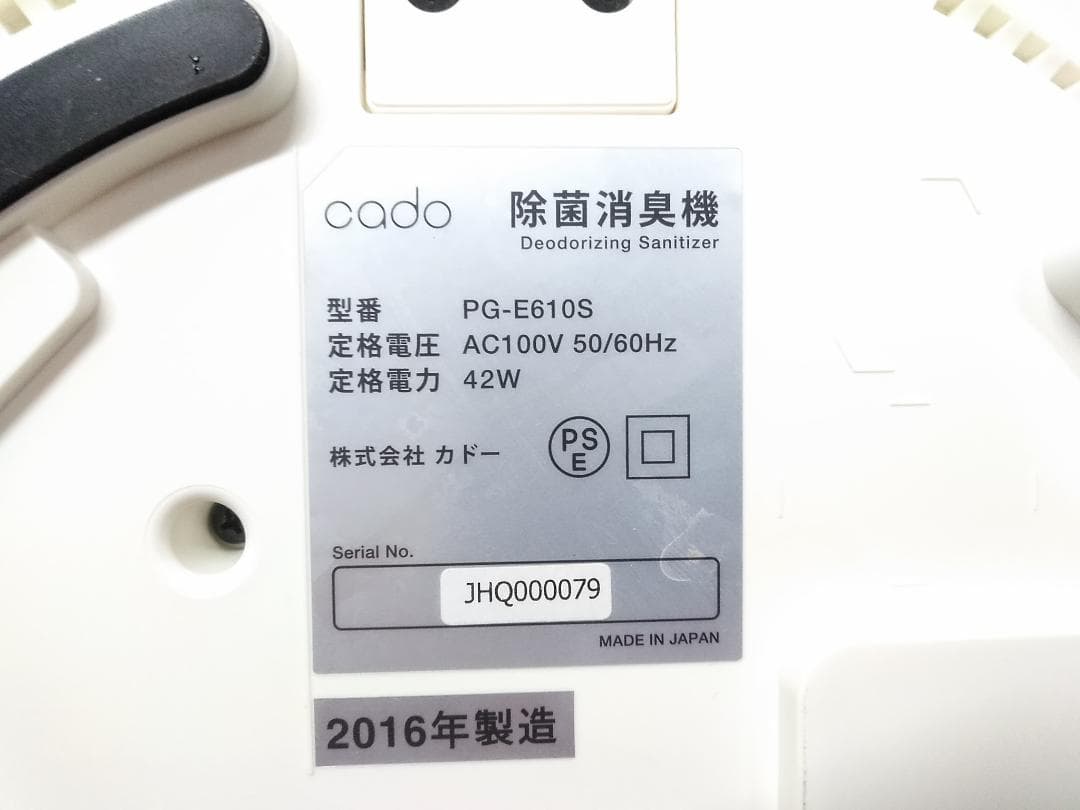 cado 除菌消臭機
Deodorizing Sanitizer
型番 PG-E610S
定格電圧 AC100V 50/60Hz
定格電力 42W
株式会社 カドー
PS
E
Serial No.
JHQ000079
MADE IN JAPAN
2016年製造